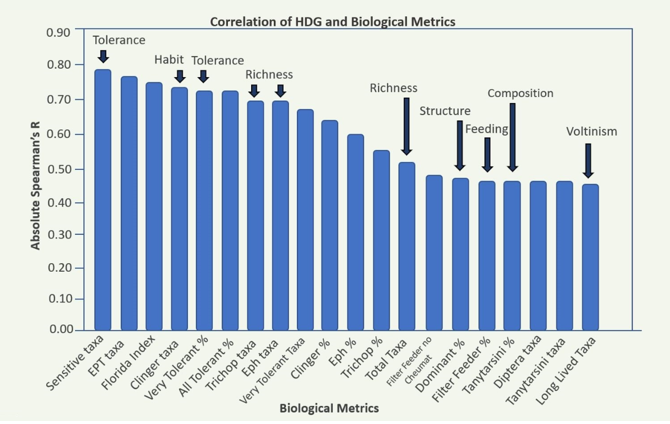 Correlation of HDG and Biological Metrics
0.90
0.80
0.70
0.60
0.50
0.40
0.30
0.20
0.10
0.00
Absolute Spearman's R
Tolerance
Habit
Tolerance
Richness
Richness
Structure
Feeding
Composition
Voltinism
Sensitive taxa
EPT taxa
Florida Index
Clinger taxa
Very Tolerant %
All Tolerant %
Trichop taxa
Eph taxa
Very Tolerant Taxa
Clinger %
Eph %
Trichop %
Total Taxa
Filter Feeder no
Cheumat
Dominant %
Filter Feeder %
Tanytarsini %
Diptera taxa
Tanytarsini taxa
Long Lived Taxa
Biological Metrics